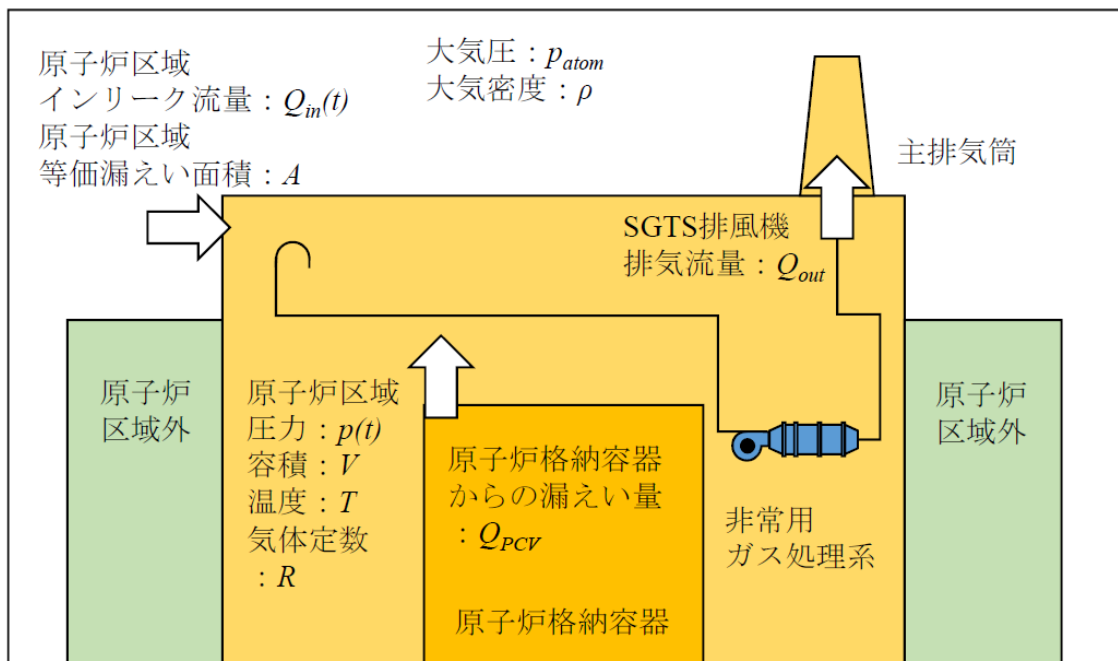 原子炉区域
インリーク流量：Q_in(t)
原子炉区域
等価漏えい面積：A
大気圧：p_atom
大気密度：ρ
主排気筒
SGTS排風機
排気流量：Q_out
原子炉
区域外
原子炉区域
圧力：p(t)
容積：V
温度：T
気体定数
：R
原子炉格納容器
からの漏えい量
：Q_PCV
原子炉格納容器
非常用
ガス処理系
原子炉
区域外